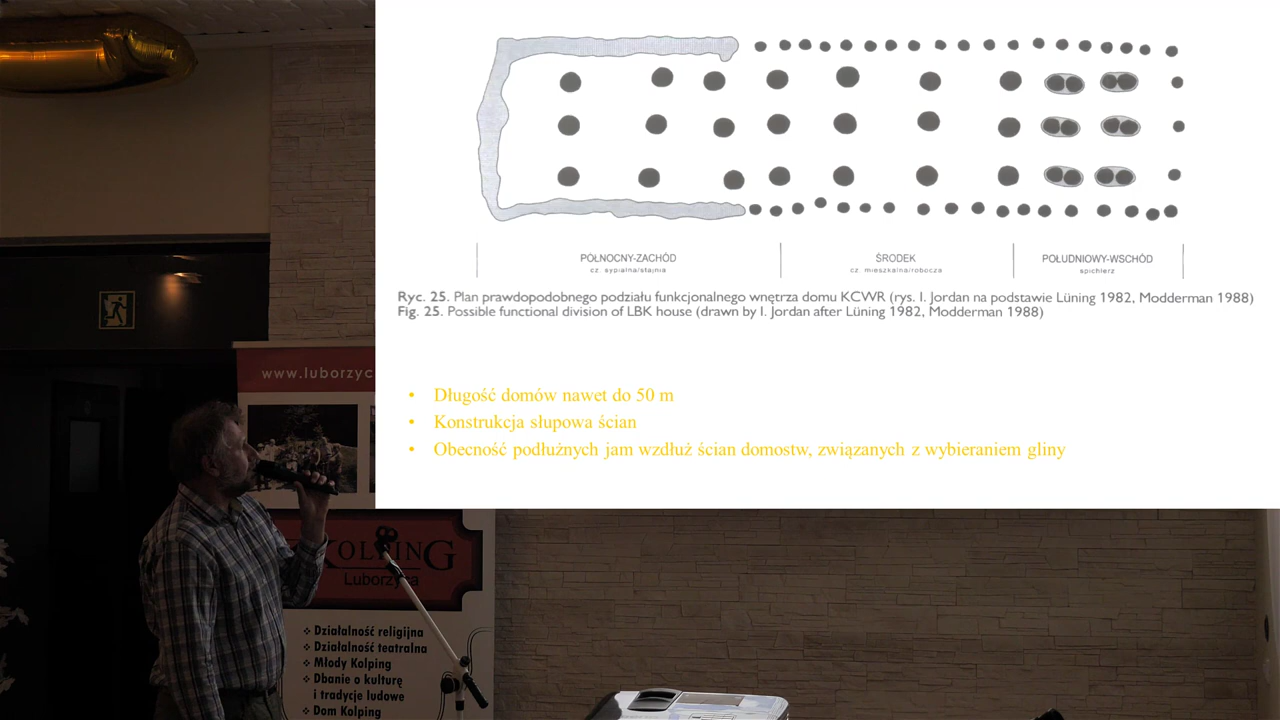 PÓŁNOCNY-ZACHÓD
cz. sypialna/stajnia
ŚRODEK
cz. mieszkalna/robocza
POŁUDNIOWY-WSCHÓD
spichlerz
Ryc. 25. Plan prawdopodobnego podziału funkcjonalnego wnętrza domu KCWR (rys. I. Jordan na podstawie Lüning 1982, Modderman 1988)
Fig. 25. Possible functional division of LBK house (drawn by I. Jordan after Lüning 1982, Modderman 1988)
• Długość domów nawet do 50 m
• Konstrukcja słupowa ścian
• Obecność podłużnych jam wzdłuż ścian domostw, związanych z wybieraniem gliny
www.luborzyc
KOLPING
Luborzyca
Działalność religijna
Działalność teatralna
Młody Kolping
Dbanie o kulturę
i tradycje ludowe
Dom Kolping